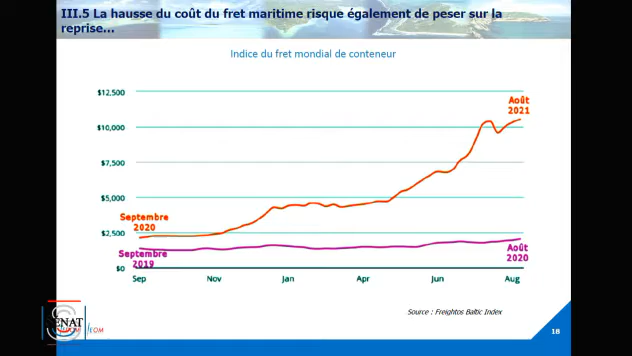 III.5 La hausse du coût du fret maritime risque également de peser sur la
reprise...
Indice du fret mondial de conteneur
$12,500
$10,000
$7,500
$5,000
$2,500
$0
Août
2021
Septembre
2020
Septembre
2019
Août
2020
Sep
Nov
Jan
Apr
Jun
Aug
Source : Freightos Baltic Index
18
SENAT